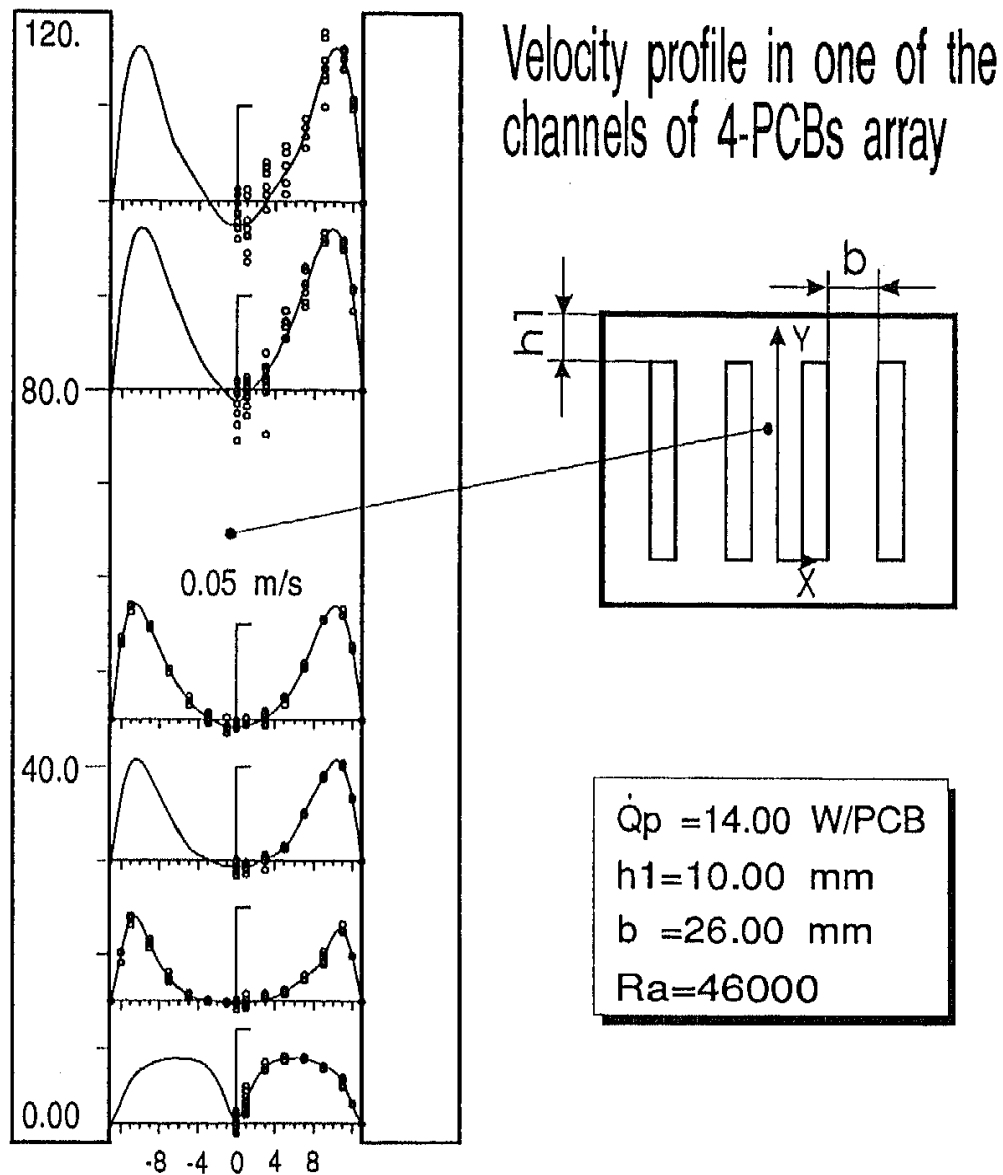 120.
80.0
40.0
0.00
0.05 m/s
-8 -4 0 4 8
Velocity profile in one of the
channels of 4-PCBs array
b
h1
Y
X
Q̇p =14.00 W/PCB
h1=10.00 mm
b =26.00 mm
Ra=46000